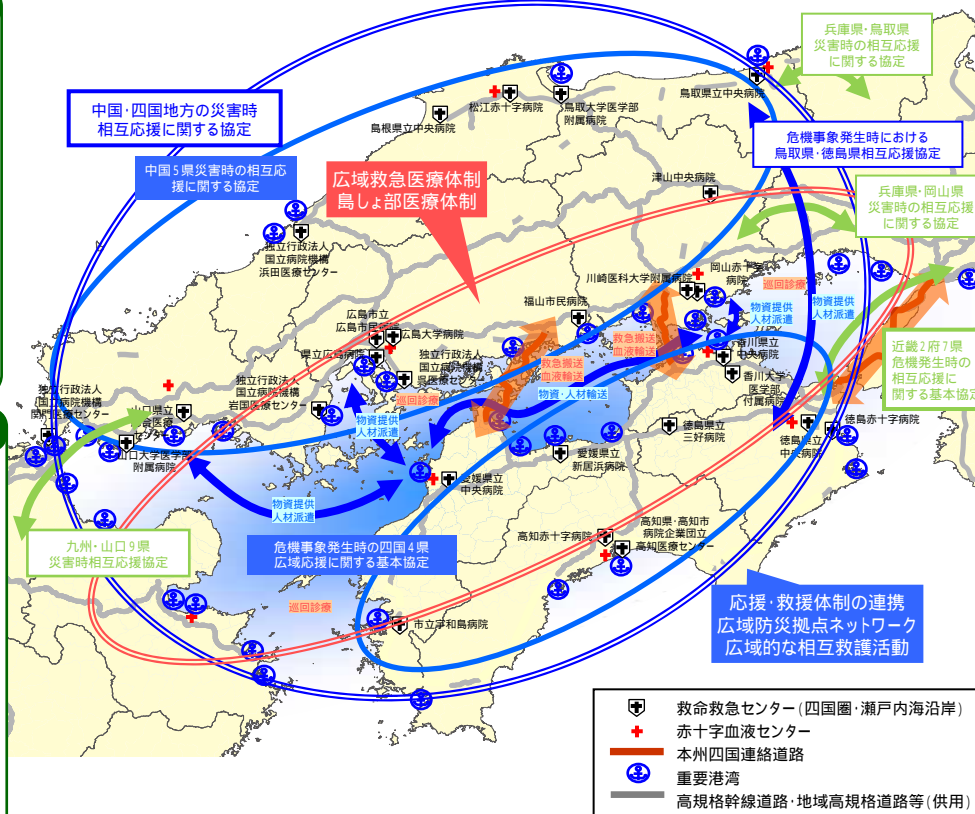 兵庫県・鳥取県
災害時の相互応援
に関する協定
中国・四国地方の災害時
相互応援に関する協定
中国5県災害時の相互応
援に関する協定
松江赤十字病院
島根県立中央病院
鳥取大学医学部
附属病院
鳥取県立中央病院
危機事象発生時における
鳥取県・徳島県相互応援協定
広域救急医療体制
島しょ部医療体制
津山中央病院
兵庫県・岡山県
災害時の相互応援
に関する協定
独立行政法人
国立病院機構
浜田医療センター
川崎医科大学附属病院
岡山赤十字
病院
巡回診療
福山市民病院
物資提供
人材派遣
物資提供
人材派遣
広島市立
広島市民病院
広島大学病院
県立広島病院
独立行政法人
国立病院機構
呉医療センター
救急搬送
血液輸送
救急搬送
血液輸送
香川県立
中央病院
近畿2府7県
危機発生時の
相互応援に
関する基本協定
香川大学
医学部
付属病院
物資・人材輸送
巡回診療
独立行政法人
国立病院機構
関門医療センター
独立行政法人
国立病院機構
岩国医療センター
物資提供
人材派遣
徳島県立
三好病院
徳島県立
中央病院
徳島赤十字病院
山口大学医学部
附属病院
愛媛県立
中央病院
愛媛県立
新居浜病院
物資提供
人材派遣
九州・山口9県
災害時相互応援協定
危機事象発生時の四国4県
広域応援に関する基本協定
高知赤十字病院
高知県・高知市
病院企業団立
高知医療センター
巡回診療
市立宇和島病院
応援・救援体制の連携
広域防災拠点ネットワーク
広域的な相互救護活動
救命救急センター(四国圏・瀬戸内海沿岸)
赤十字血液センター
本州四国連絡道路
重要港湾
高規格幹線道路・地域高規格道路等(供用)